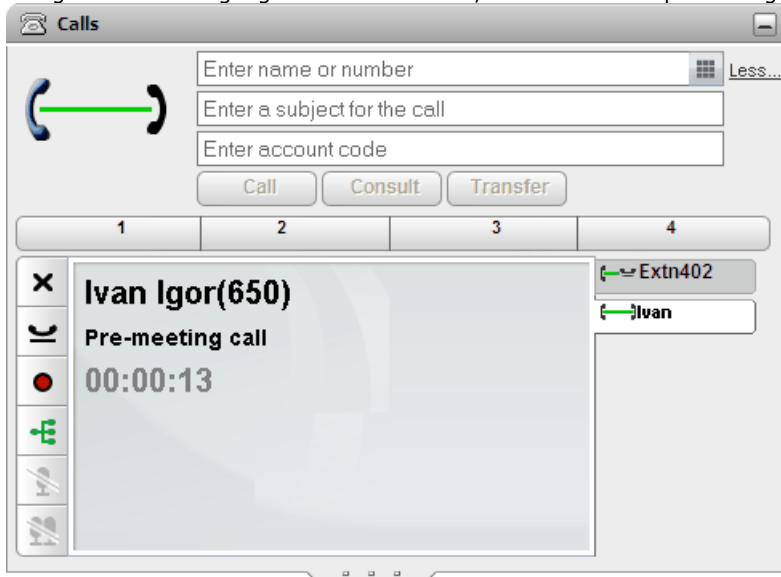 Calls
Enter name or number
Less...
Enter a subject for the call
Enter account code
Call Consult Transfer
1 2 3 4
Extn402
Ivan Igor(650)
Ivan
Pre-meeting call
00:00:13